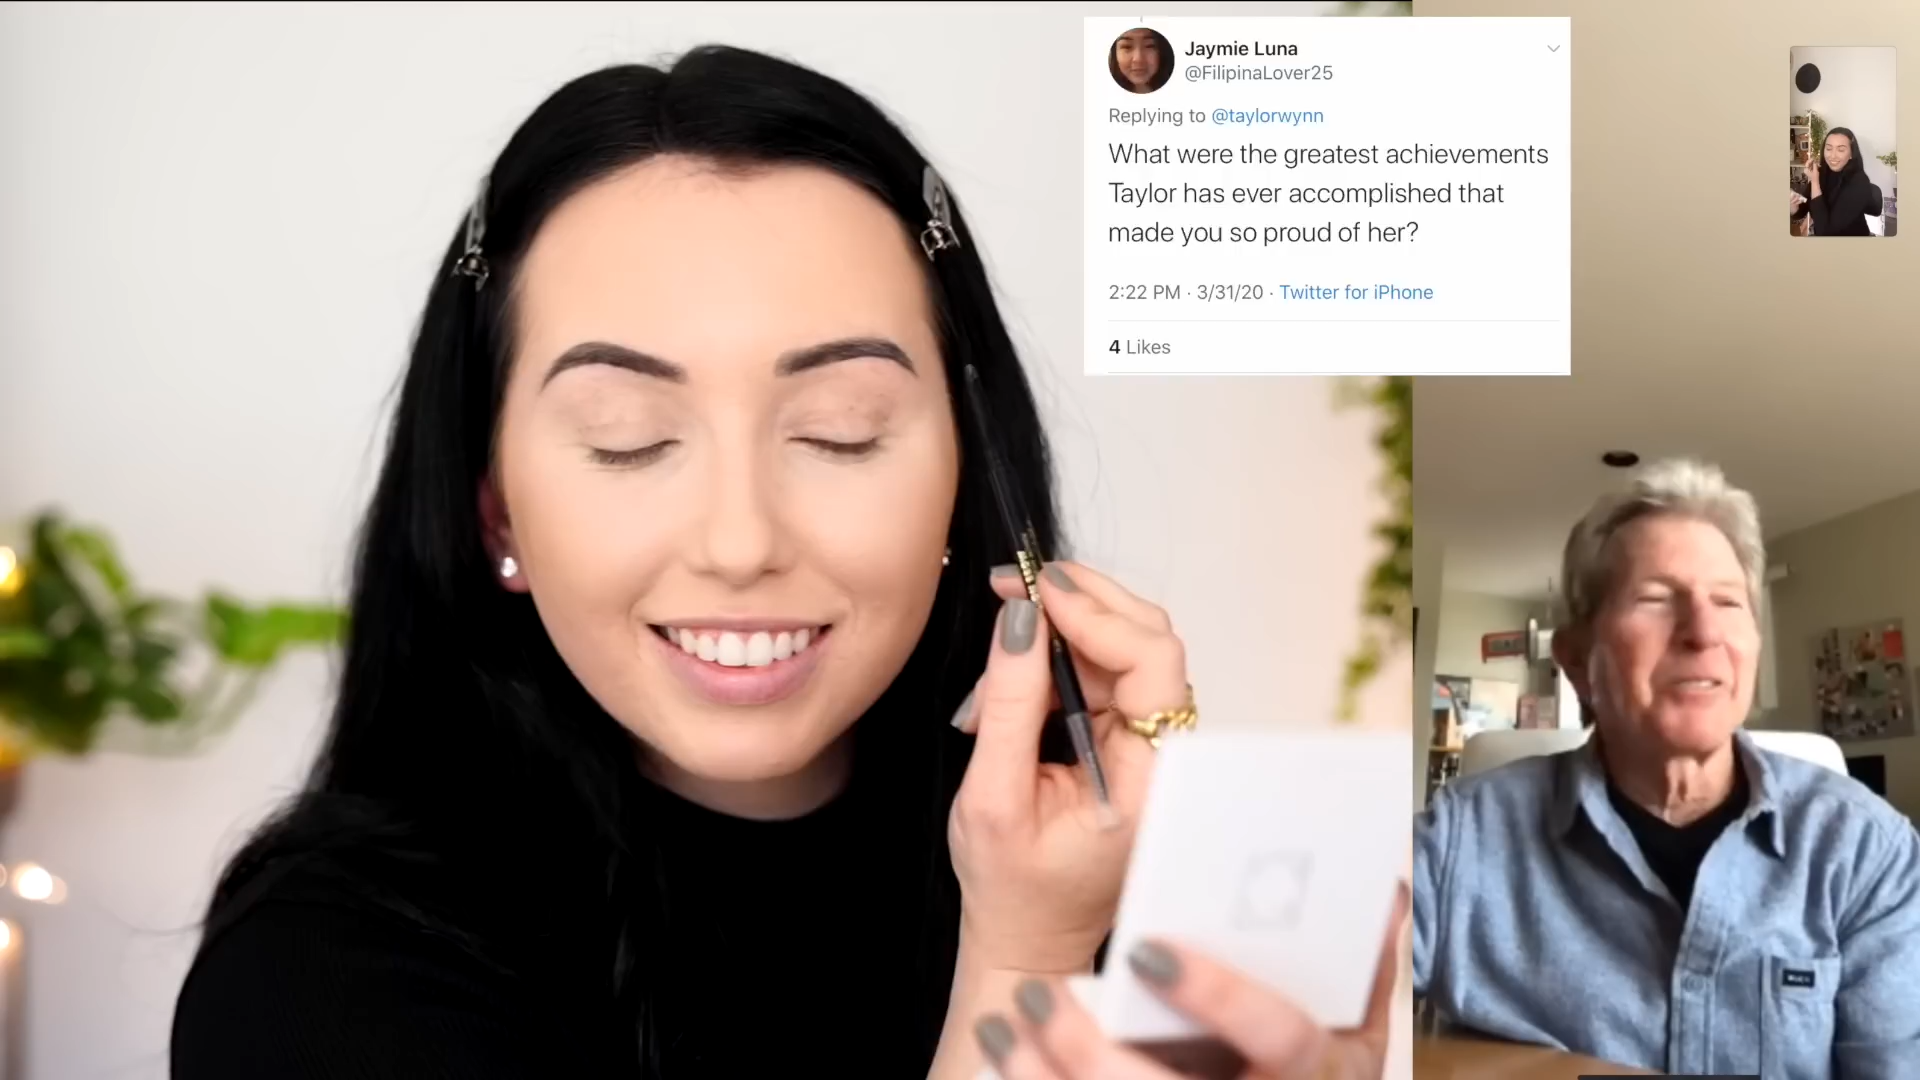 Jaymie Luna
@FilipinaLover25
Replying to @taylorwynn
What were the greatest achievements
Taylor has ever accomplished that
made you so proud of her?
2:22 PM · 3/31/20 · Twitter for iPhone
4 Likes